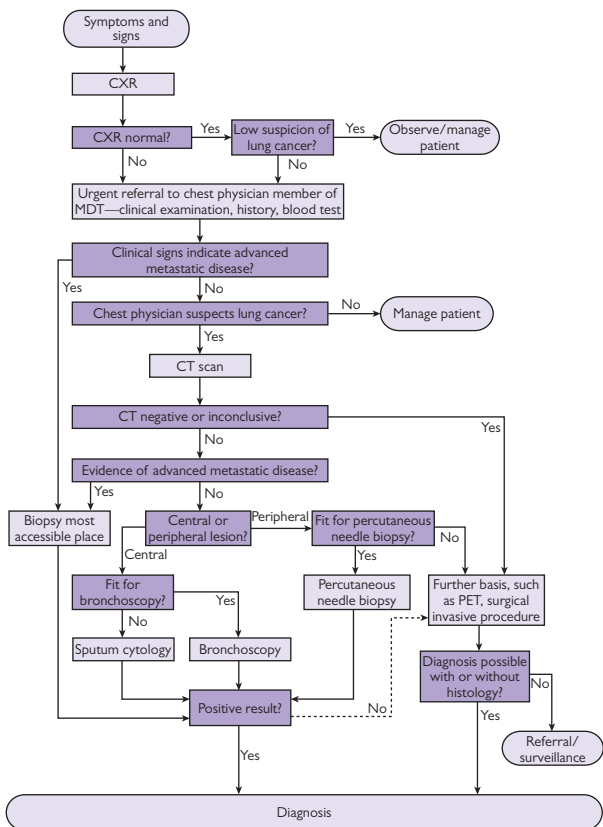 Symptoms and
signs
CXR
CXR normal?
Yes
Low suspicion of
lung cancer?
Yes
Observe/manage
patient
No
No
Urgent referral to chest physician member of
MDT—clinical examination, history, blood test
Clinical signs indicate advanced
metastatic disease?
Yes
No
Chest physician suspects lung cancer?
No
Manage patient
Yes
CT scan
CT negative or inconclusive?
Yes
No
Evidence of advanced metastatic disease?
Yes
No
Biopsy most
accessible place
Central or
peripheral lesion?
Peripheral
Fit for percutaneous
needle biopsy?
No
Central
Yes
Fit for
bronchoscopy?
Yes
Percutaneous
needle biopsy
Further basis, such
as PET, surgical
invasive procedure
No
Sputum cytology
Bronchoscopy
Diagnosis possible
with or without
histology?
No
Positive result?
No
Yes
Yes
Referral/
surveillance
Diagnosis